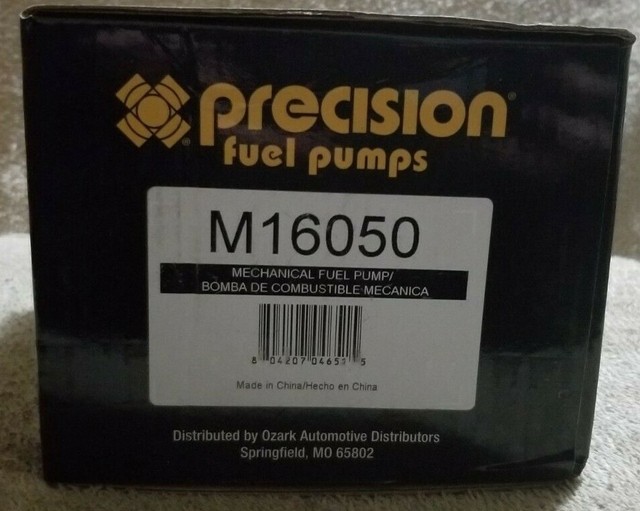 precision®
fuel pumps
M16050
MECHANICAL FUEL PUMP/
BOMBA DE COMBUSTIBLE MECANICA
8 04207 04651 5
Made in China/Hecho en China
Distributed by Ozark Automotive Distributors
Springfield, MO 65802